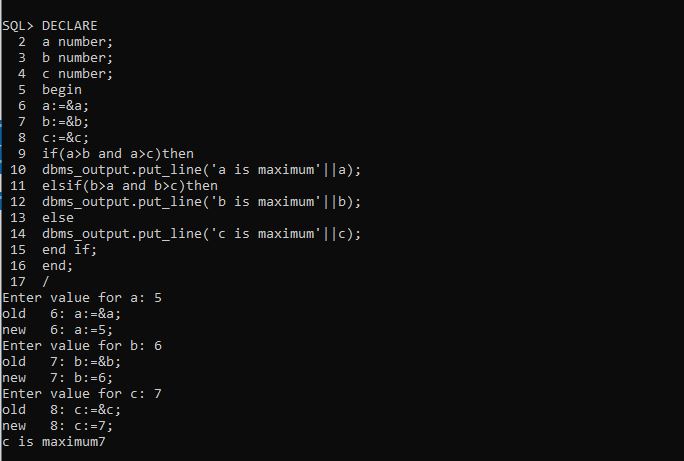 SQL> DECLARE
2 a number;
3 b number;
4 c number;
5 begin
6 a:=&a;
7 b:=&b;
8 c:=&c;
9 if(a>b and a>c)then
10 dbms_output.put_line('a is maximum'||a);
11 elsif(b>a and b>c)then
12 dbms_output.put_line('b is maximum'||b);
13 else
14 dbms_output.put_line('c is maximum'||c);
15 end if;
16 end;
17 /
Enter value for a: 5
old 6: a:=&a;
new 6: a:=5;
Enter value for b: 6
old 7: b:=&b;
new 7: b:=6;
Enter value for c: 7
old 8: c:=&c;
new 8: c:=7;
c is maximum7